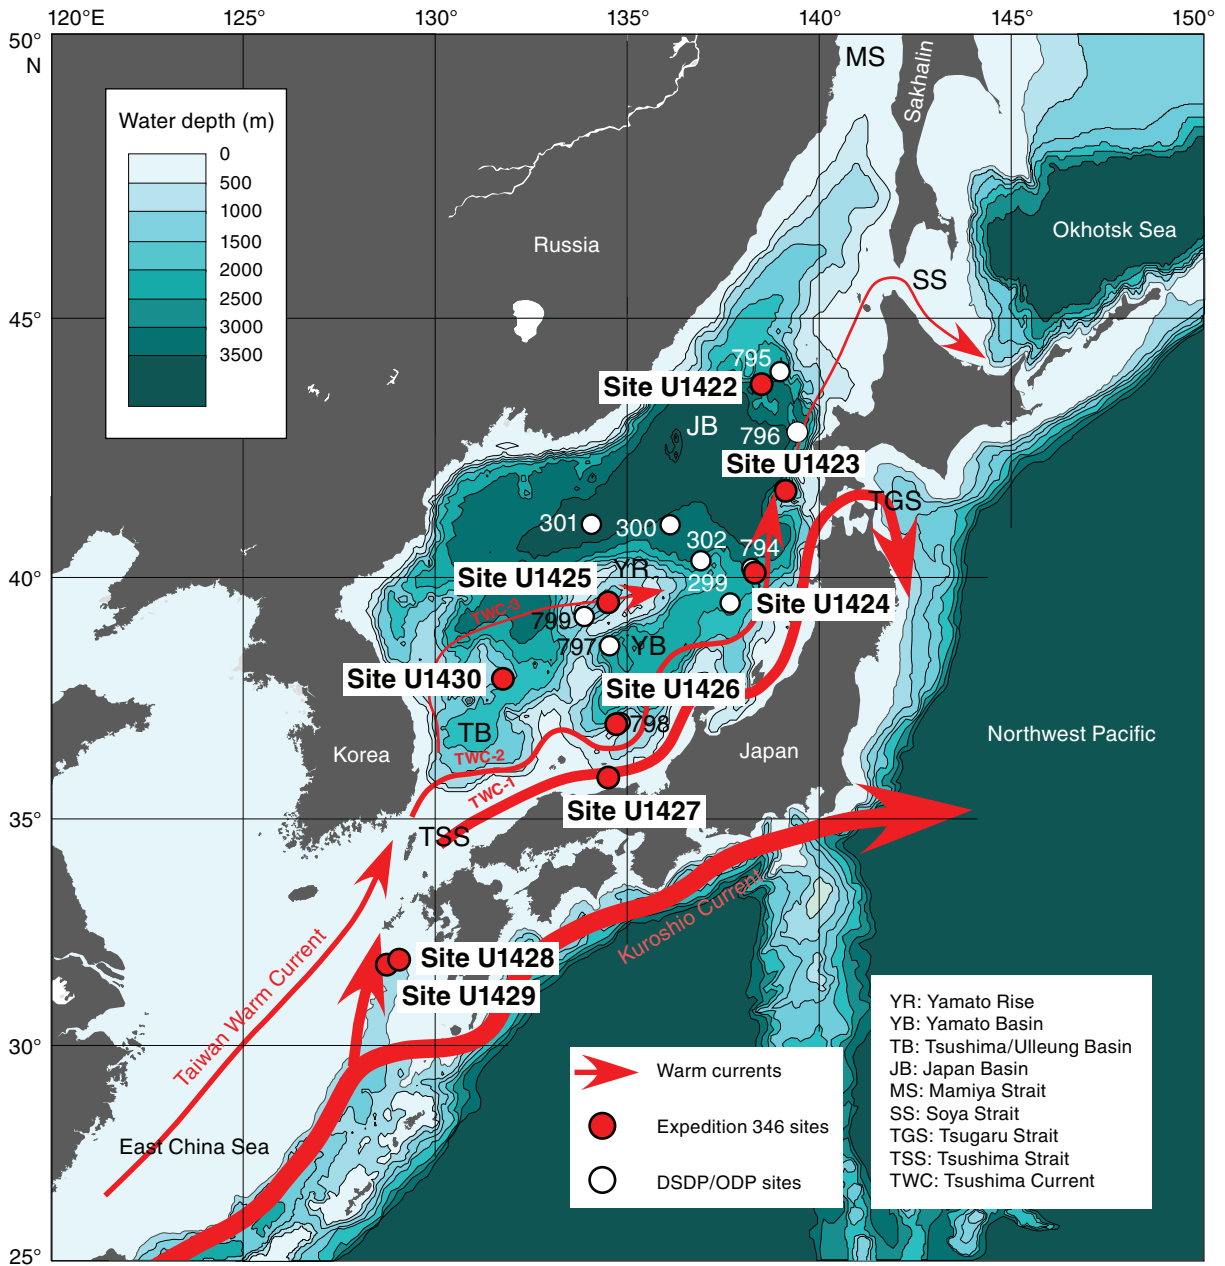 120°E
130°
135°
140°
145°
150°
50°
N
MS
Sakhalin
Water depth (m)
0
500
1000
1500
2000
2500
3000
3500
Russia
Okhotsk Sea
SS
45°
795
Site U1422
JB
796
Site U1423
TGS
301
300
302
794
YR
40°
Site U1425
299
Site U1424
TWC-3
799
797
YB
Site U1430
Site U1426
798
TB
Korea
Japan
Northwest Pacific
TWC-2
TWC-1
Site U1427
35°
TSS
Kuroshio Current
Taiwan Warm Current
Site U1428
Site U1429
30°
East China Sea
25°
Warm currents
Expedition 346 sites
DSDP/ODP sites
YR: Yamato Rise
YB: Yamato Basin
TB: Tsushima/Ulleung Basin
JB: Japan Basin
MS: Mamiya Strait
SS: Soya Strait
TGS: Tsugaru Strait
TSS: Tsushima Strait
TWC: Tsushima Current